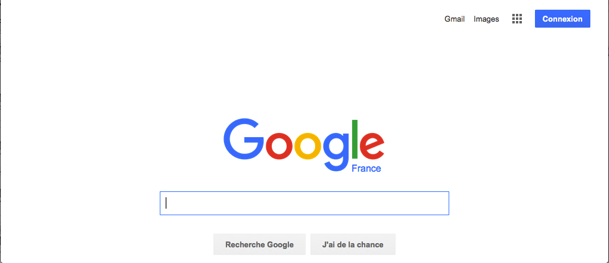 Gmail Images Connexion
Google
France
Recherche Google J'ai de la chance